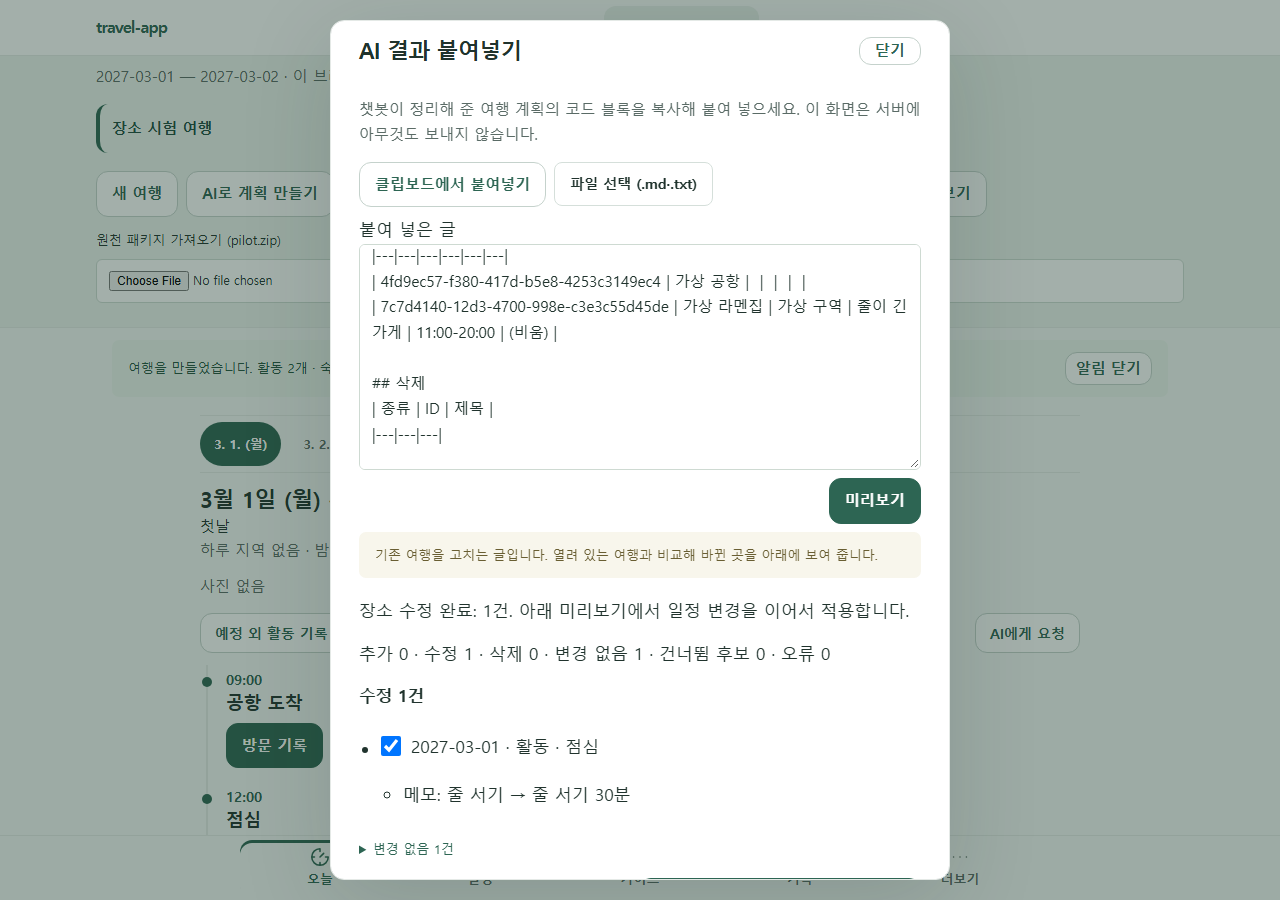 travel-app
AI 결과 붙여넣기
닫기
2027-03-01 — 2027-03-02 · 이
장소 시험 여행
챗봇이 정리해 준 여행 계획의 코드 블록을 복사해 붙여 넣으세요. 이 화면은 서버에
아무것도 보내지 않습니다.
새 여행
AI로 계획 만들기
클립보드에서 붙여넣기
파일 선택 (.md·.txt)
원천 패키지 가져오기 (pilot.zip)
Choose File No file chosen
붙여 넣은 글
|---|---|---|---|---|---|
| 4fd9ec57-f380-417d-b5e8-4253c3149ec4 | 가상 공항 | | | | |
| 7c7d4140-12d3-4700-998e-c3e3c55d45de | 가상 라멘집 | 가상 구역 | 줄이 긴
가게 | 11:00-20:00 | (비움) |
## 삭제
| 종류 | ID | 제목 |
|---|---|---|
여행을 만들었습니다. 활동 2개 ·
알림 닫기
3. 1. (월)
3. 2.
미리보기
3월 1일 (월)
첫날
하루 지역 없음 ·
사진 없음
기존 여행을 고치는 글입니다. 열려 있는 여행과 비교해 바뀐 곳을 아래에 보여 줍니다.
장소 수정 완료: 1건. 아래 미리보기에서 일정 변경을 이어서 적용합니다.
예정 외 활동 기록
AI에게 요청
추가 0 · 수정 1 · 삭제 0 · 변경 없음 1 · 건너뜀 후보 0 · 오류 0
09:00
공항 도착
방문 기록
수정 1건
2027-03-01 · 활동 · 점심
메모: 줄 서기 → 줄 서기 30분
12:00
점심
변경 없음 1건
오늘
더보기